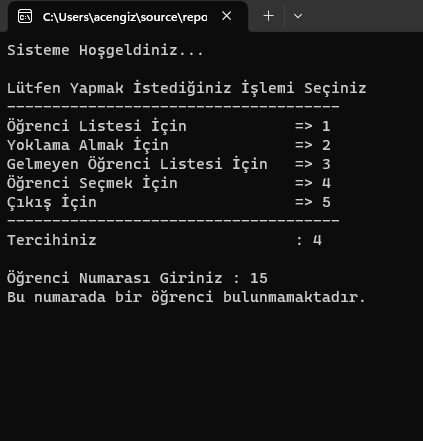 C:\Users\acengiz\source\repo
Sisteme Hoşgeldiniz...
Lütfen Yapmak İstediğiniz İşlemi Seçiniz
-------------------------------------
Öğrenci Listesi İçin            => 1
Yoklama Almak İçin              => 2
Gelmeyen Öğrenci Listesi İçin   => 3
Öğrenci Seçmek İçin             => 4
Çıkış İçin                      => 5
-------------------------------------
Tercihiniz                      : 4
Öğrenci Numarası Giriniz : 15
Bu numarada bir öğrenci bulunmamaktadır.